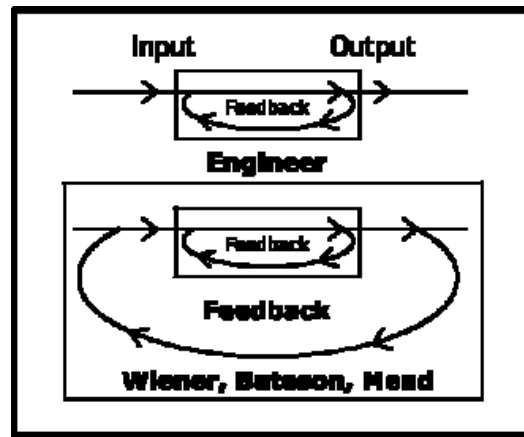 Input Output
Feedback
Engineer
Feedback
Feedback
Wiener, Bateson, Mead